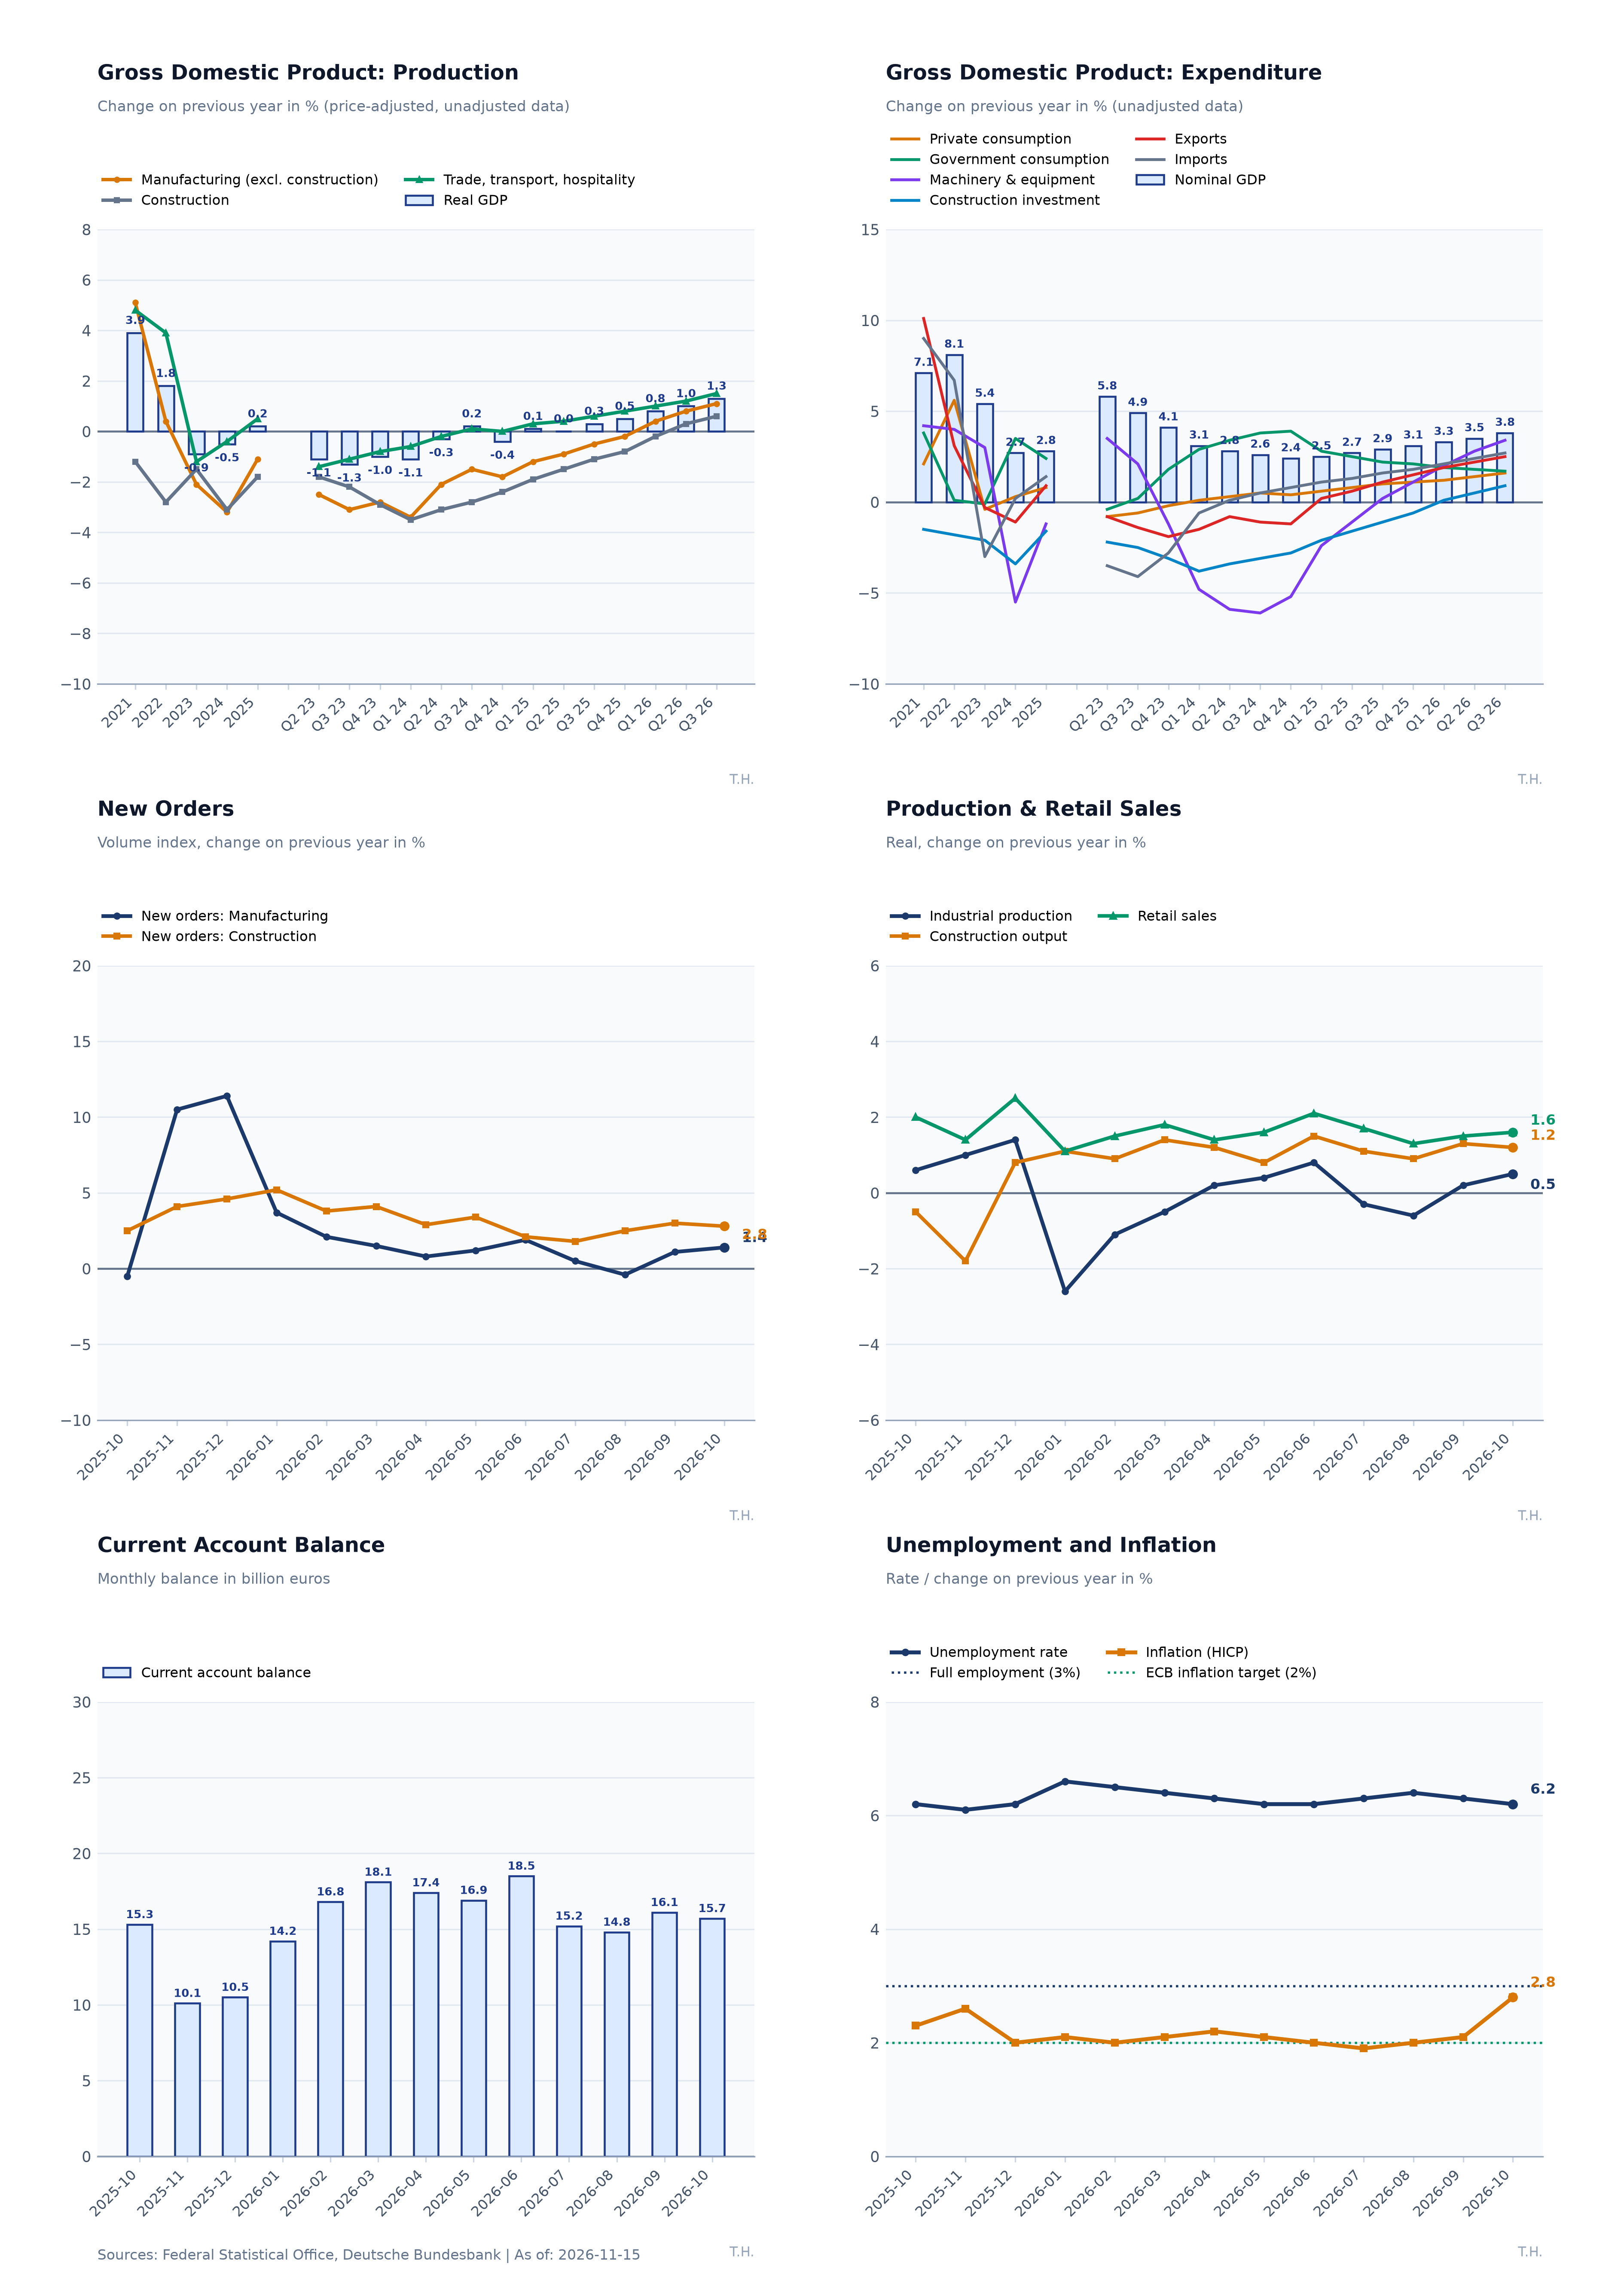 Gross Domestic Product: Production
Change on previous year in % (price-adjusted, unadjusted data)
Manufacturing (excl. construction)
Construction
Trade, transport, hospitality
Real GDP
8
6
4
2
0
−2
−4
−6
−8
−10
3.9
1.8
-0.9
-0.5
0.2
-1.1
-1.3
-1.0
-1.1
-0.3
0.2
-0.4
0.1
0.0
0.3
0.5
0.8
1.0
1.3
2021
2022
2023
2024
2025
Q2 23
Q3 23
Q4 23
Q1 24
Q2 24
Q3 24
Q4 24
Q1 25
Q2 25
Q3 25
Q4 25
Q1 26
Q2 26
Q3 26
T.H.
Gross Domestic Product: Expenditure
Change on previous year in % (unadjusted data)
Private consumption
Government consumption
Machinery & equipment
Construction investment
Exports
Imports
Nominal GDP
15
10
5
0
−5
−10
7.1
8.1
5.4
2.7
2.8
5.8
4.9
4.1
3.1
2.8
2.6
2.4
2.5
2.7
2.9
3.1
3.3
3.5
3.8
2021
2022
2023
2024
2025
Q2 23
Q3 23
Q4 23
Q1 24
Q2 24
Q3 24
Q4 24
Q1 25
Q2 25
Q3 25
Q4 25
Q1 26
Q2 26
Q3 26
T.H.
New Orders
Volume index, change on previous year in %
New orders: Manufacturing
New orders: Construction
20
15
10
5
0
−5
−10
2.8
1.4
2025-10
2025-11
2025-12
2026-01
2026-02
2026-03
2026-04
2026-05
2026-06
2026-07
2026-08
2026-09
2026-10
T.H.
Production & Retail Sales
Real, change on previous year in %
Industrial production
Construction output
Retail sales
6
4
2
0
−2
−4
−6
1.6
1.2
0.5
2025-10
2025-11
2025-12
2026-01
2026-02
2026-03
2026-04
2026-05
2026-06
2026-07
2026-08
2026-09
2026-10
T.H.
Current Account Balance
Monthly balance in billion euros
Current account balance
30
25
20
15
10
5
0
15.3
10.1
10.5
14.2
16.8
18.1
17.4
16.9
18.5
15.2
14.8
16.1
15.7
2025-10
2025-11
2025-12
2026-01
2026-02
2026-03
2026-04
2026-05
2026-06
2026-07
2026-08
2026-09
2026-10
Sources: Federal Statistical Office, Deutsche Bundesbank | As of: 2026-11-15
T.H.
Unemployment and Inflation
Rate / change on previous year in %
Unemployment rate
Full employment (3%)
Inflation (HICP)
ECB inflation target (2%)
8
6
4
2
0
6.2
2.8
2025-10
2025-11
2025-12
2026-01
2026-02
2026-03
2026-04
2026-05
2026-06
2026-07
2026-08
2026-09
2026-10
T.H.